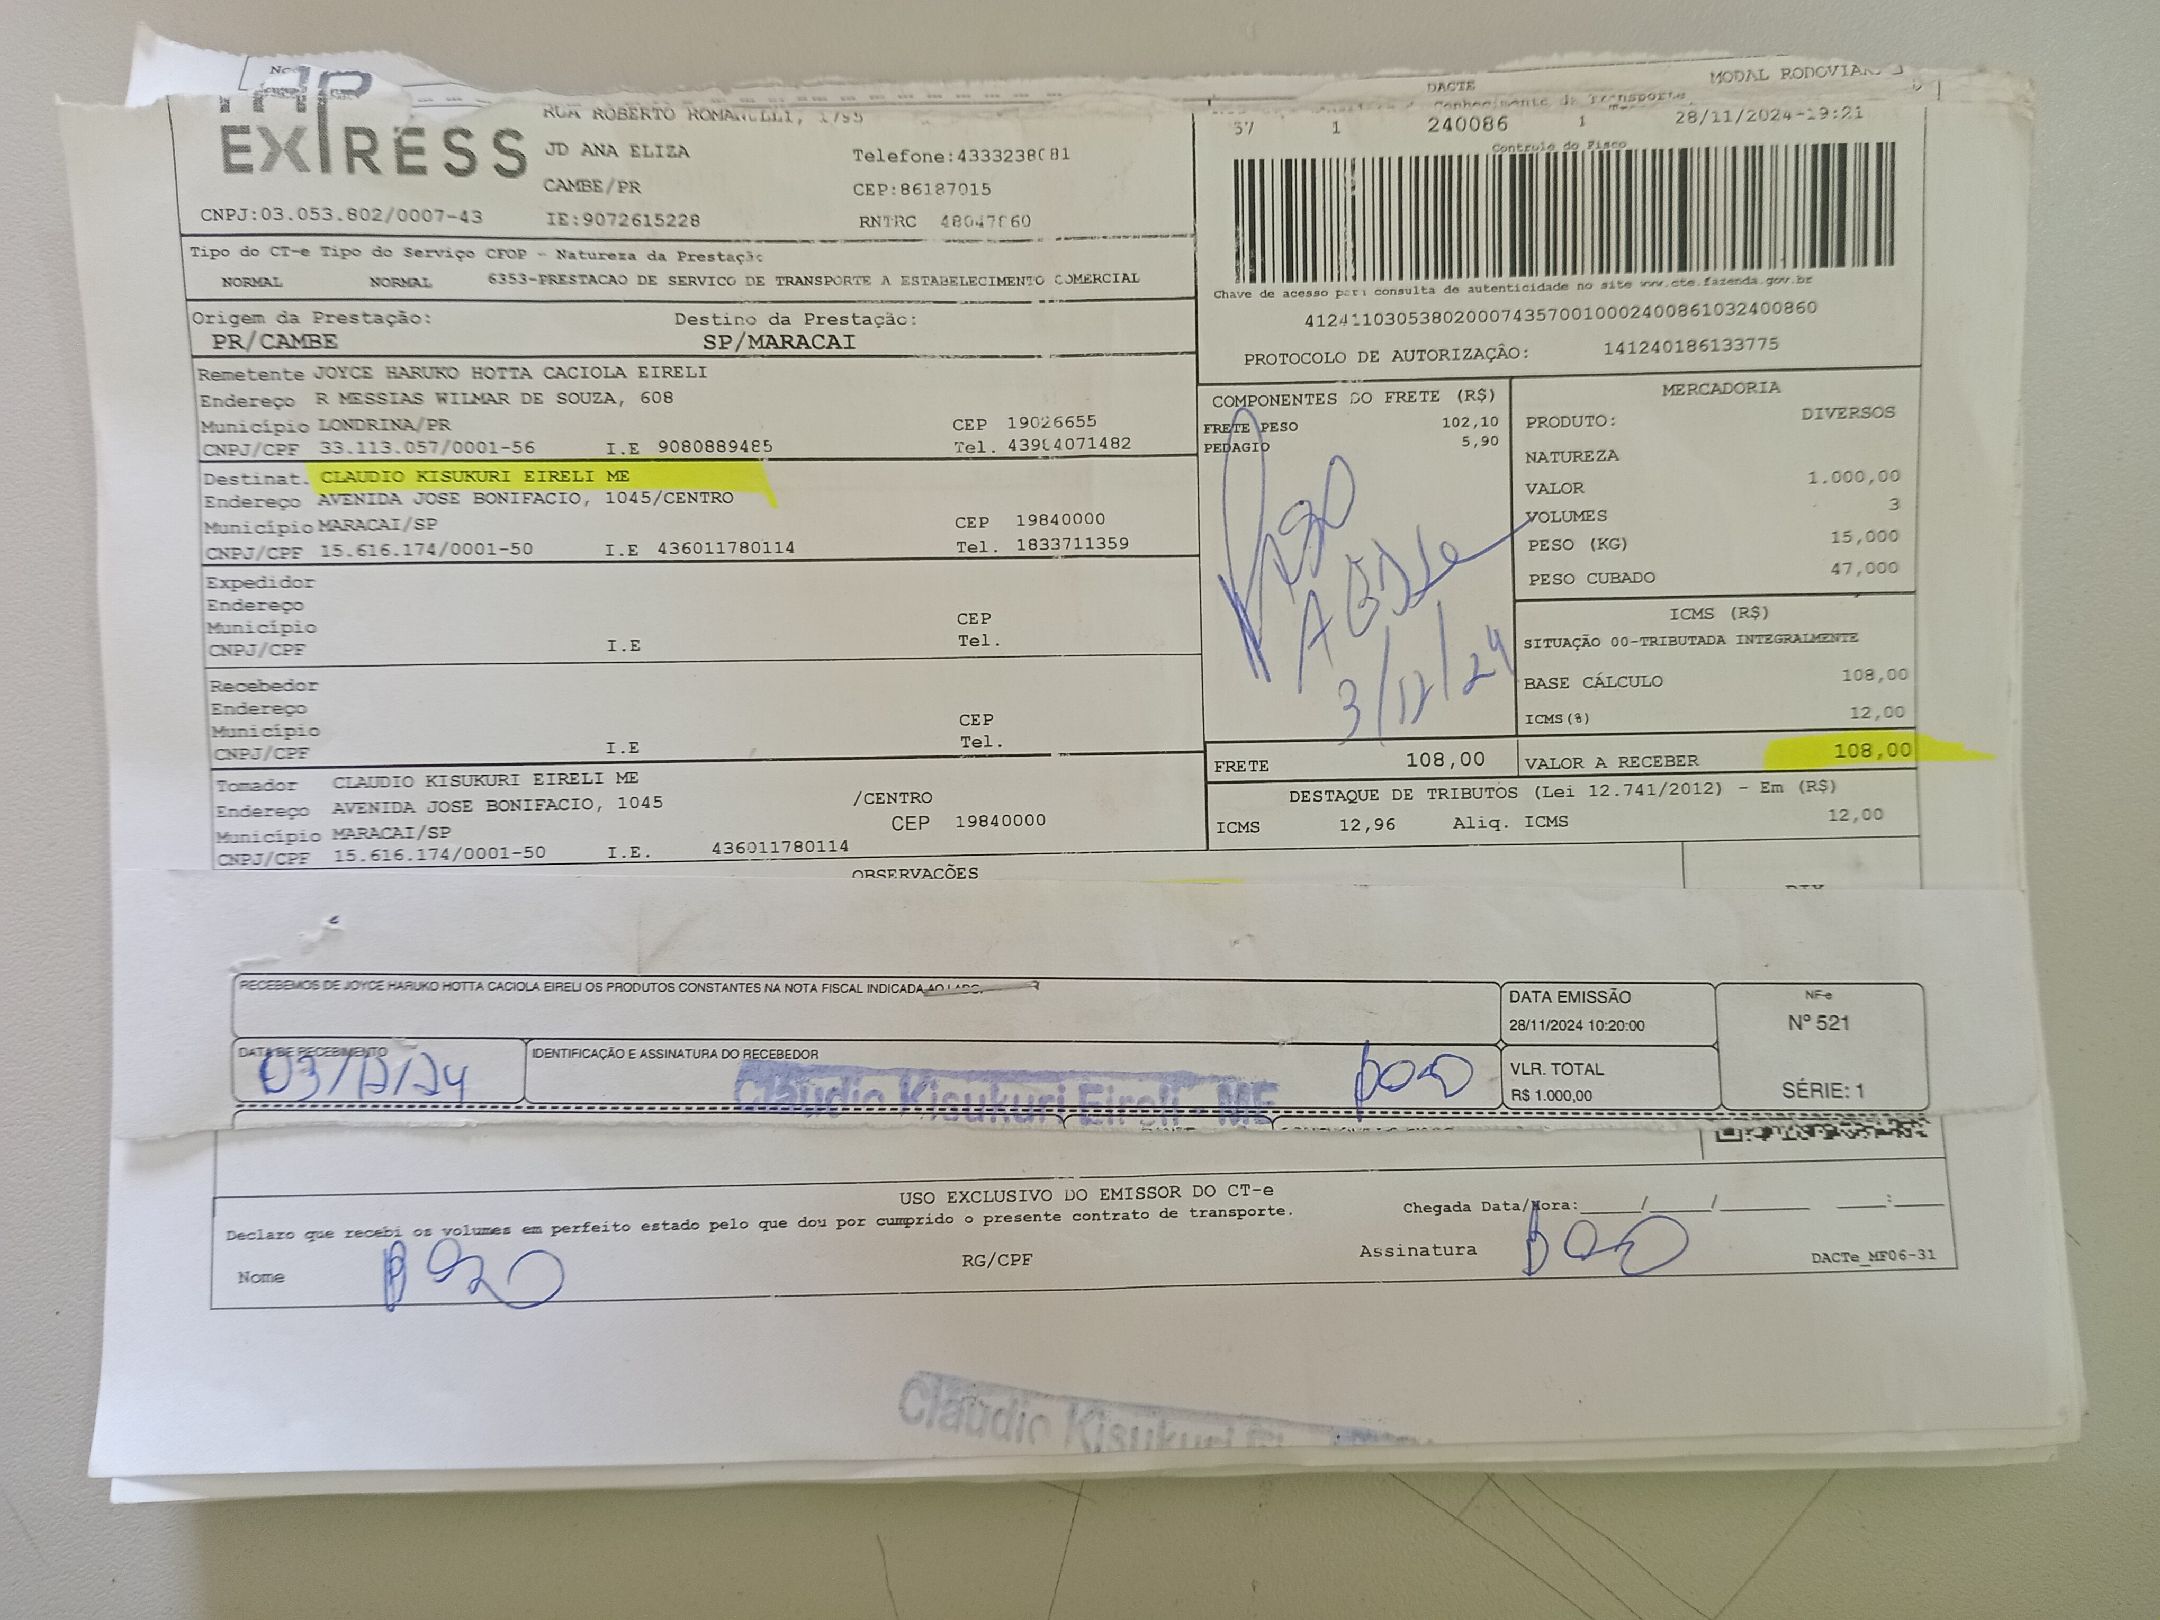 EXPRESS
JD ANA ELIZA
CAMBE/PR
CNPJ:03.053.802/0007-43 IE:9072615228
Telefone:4333238081
CEP:86187015
RNTRC
DACTE MODAL RODOVIAR
57 1 240086 1 28/11/2024-19:21
Controle do Fisco
Chave de acesso para consulta de autenticidade no site www.cte.fazenda.gov.br
41241103053802000743570010002400861032400860
PROTOCOLO DE AUTORIZAÇÃO: 141240186133775
Tipo do CT-e Tipo do Serviço CFOP - Natureza da Prestação
NORMAL NORMAL 6353-PRESTACAO DE SERVICO DE TRANSPORTE A ESTABELECIMENTO COMERCIAL
Origem da Prestação: Destino da Prestação:
PR/CAMBE SP/MARACAI
Remetente JOYCE HARUKO HOTTA CACIOLA EIRELI
Endereço R MESSIAS WILMAR DE SOUZA, 608
Município LONDRINA/PR CEP 19026655
CNPJ/CPF 33.113.057/0001-56 I.E 9080889485 Tel. 43984071482
Destinat. CLAUDIO KISUKURI EIRELI ME
Endereço AVENIDA JOSE BONIFACIO, 1045/CENTRO
Município MARACAI/SP CEP 19840000
CNPJ/CPF 15.616.174/0001-50 I.E 436011780114 Tel. 1833711359
Expedidor
Endereço
Município CEP
CNPJ/CPF I.E Tel.
Recebedor
Endereço
Município CEP
CNPJ/CPF I.E Tel.
Tomador CLAUDIO KISUKURI EIRELI ME
Endereço AVENIDA JOSE BONIFACIO, 1045 /CENTRO
Município MARACAI/SP CEP 19840000
CNPJ/CPF 15.616.174/0001-50 I.E. 436011780114
COMPONENTES DO FRETE (R$)
FRETE PESO 102,10
PEDAGIO 5,90
3/12/24
FRETE 108,00
MERCADORIA
PRODUTO: DIVERSOS
NATUREZA
VALOR 1.000,00
VOLUMES 3
PESO (KG) 15,000
PESO CUBADO 47,000
ICMS (R$)
SITUAÇÃO 00-TRIBUTADA INTEGRALMENTE
BASE CÁLCULO 108,00
ICMS(%) 12,00
VALOR A RECEBER 108,00
DESTAQUE DE TRIBUTOS (Lei 12.741/2012) - Em (R$)
ICMS 12,96 Aliq. ICMS 12,00
OBSERVAÇÕES
RECEBEMOS DE JOYCE HARUKO HOTTA CACIOLA EIRELI OS PRODUTOS CONSTANTES NA NOTA FISCAL INDICADA AO LADO.
DATA DE RECEBIMENTO
03/12/24
IDENTIFICAÇÃO E ASSINATURA DO RECEBEDOR
Claudio Kisukuri Eireli - ME
DATA EMISSÃO
28/11/2024 10:20:00
VLR. TOTAL
R$ 1.000,00
NF-e
Nº 521
SÉRIE: 1
USO EXCLUSIVO DO EMISSOR DO CT-e
Declaro que recebi os volumes em perfeito estado pelo que dou por cumprido o presente contrato de transporte.
Chegada Data/Hora:_____/_____/________ ____:____
Nome RG/CPF Assinatura DACTe_MF06-31
Claudio Kisukuri